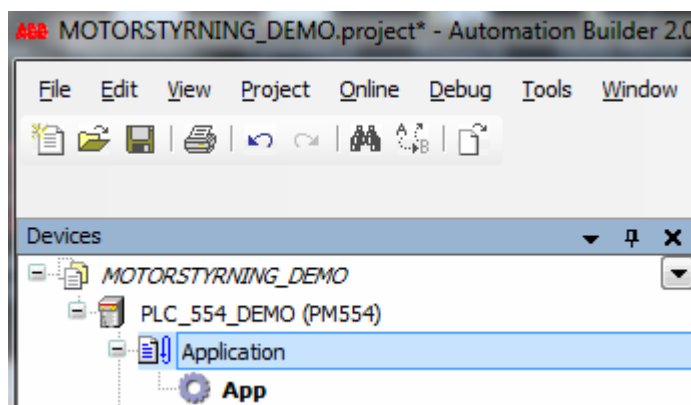 ABB MOTORSTYRNING_DEMO.project* - Automation Builder 2.0
File Edit View Project Online Debug Tools Window
Devices
MOTORSTYRNING_DEMO
PLC_554_DEMO (PM554)
Application
App